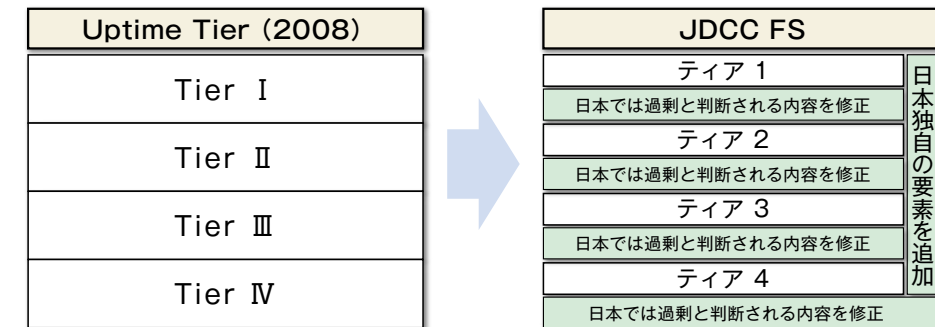 Uptime Tier (2008)
Tier Ⅰ
Tier Ⅱ
Tier Ⅲ
Tier Ⅳ
JDCC FS
ティア 1
日本では過剰と判断される内容を修正
ティア 2
日本では過剰と判断される内容を修正
ティア 3
日本では過剰と判断される内容を修正
ティア 4
日本では過剰と判断される内容を修正
日本独自の要素を追加